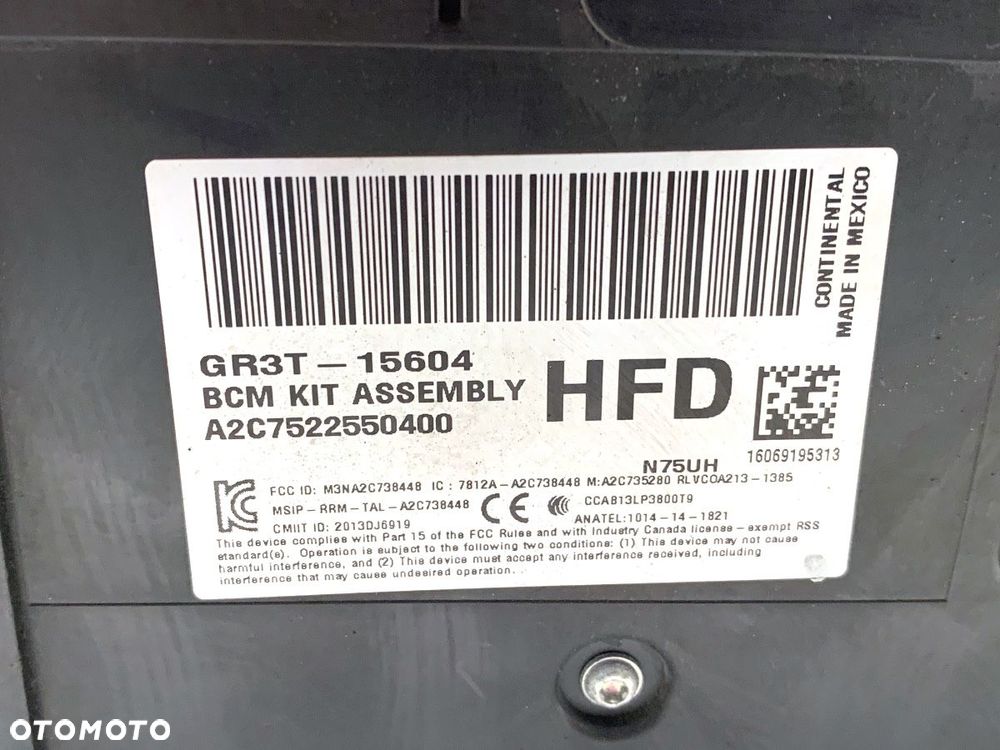 CONTINENTAL
MADE IN MEXICO
GR3T - 15604
BCM KIT ASSEMBLY
A2C7522550400
HFD
16069195313
N75UH
FCC ID: M3NA2C738448 IC : 7812A-A2C738448 M:A2C735280 RLVCOA213-1385
MSIP-RRM-TAL-A2C738448
CE
CCAB13LP3800T9
CMIIT ID: 2013DJ6919
ANATEL:1014-14-1821
This device complies with Part 15 of the FCC Rules and with Industry Canada license - exempt RSS
standard(s). Operation is subject to the following two conditions: (1) This device may not cause
harmful interference, and (2) This device must accept any interference received, including
interference that may cause undesired operation.
OTOMOTO